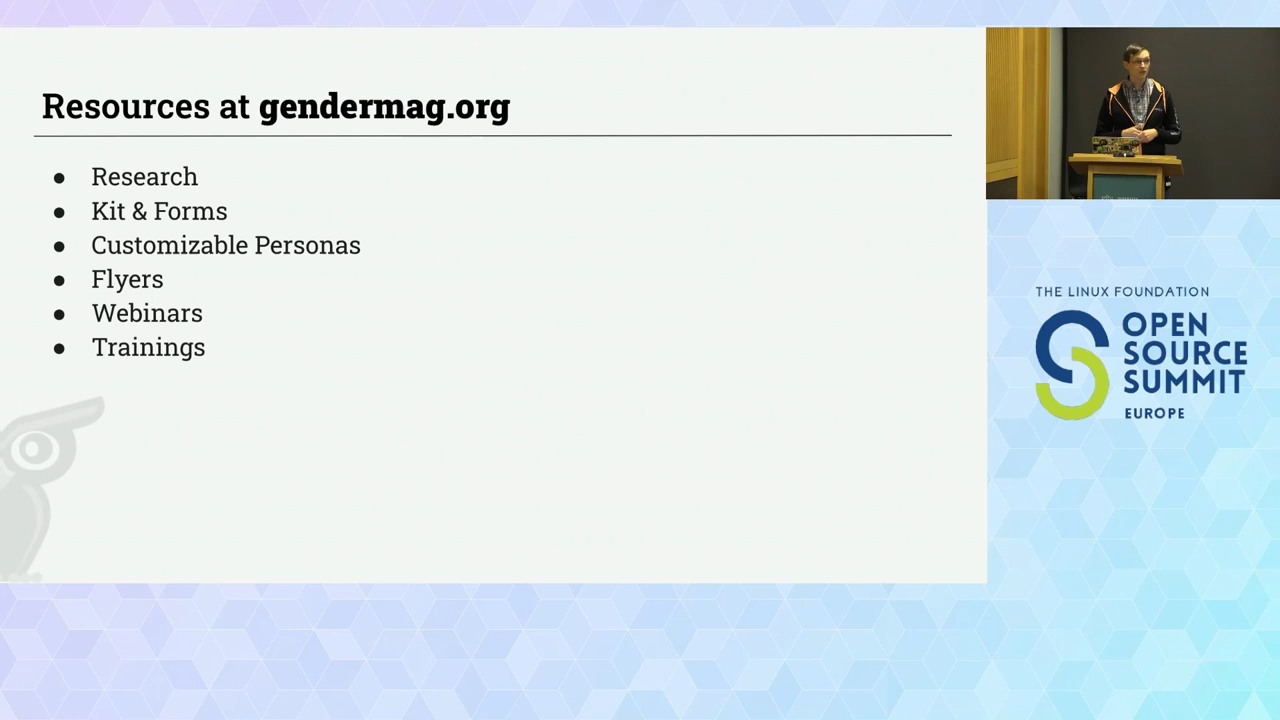 Resources at gendermag.org
● Research
● Kit & Forms
● Customizable Personas
● Flyers
● Webinars
● Trainings
THE LINUX FOUNDATION
OPEN
SOURCE
SUMMIT
EUROPE